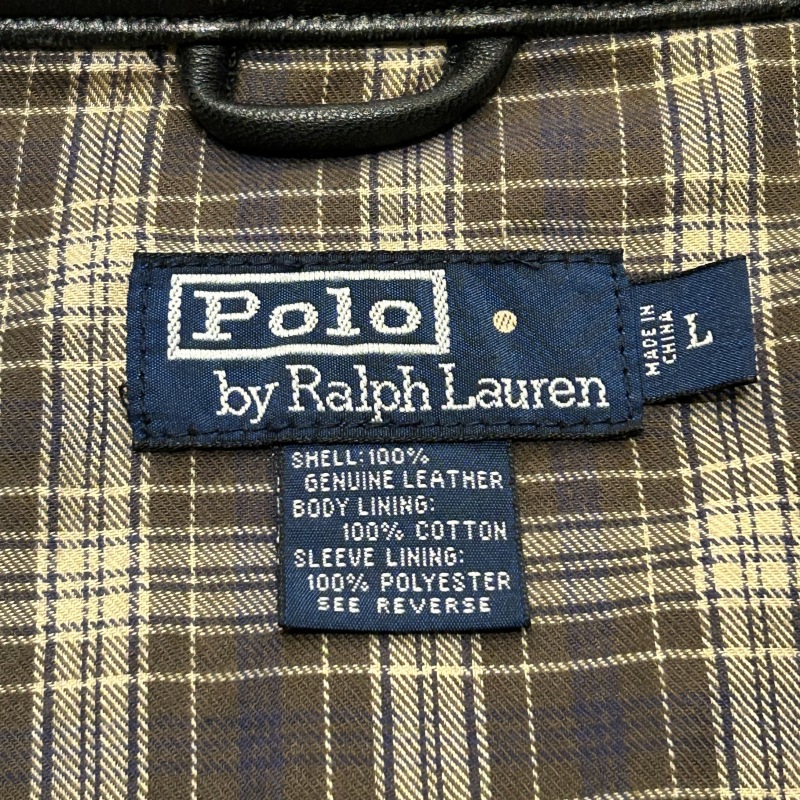 Polo
by Ralph Lauren
MADE IN
CHINA
L
SHELL: 100%
GENUINE LEATHER
BODY LINING:
100% COTTON
SLEEVE LINING:
100% POLYESTER
SEE REVERSE